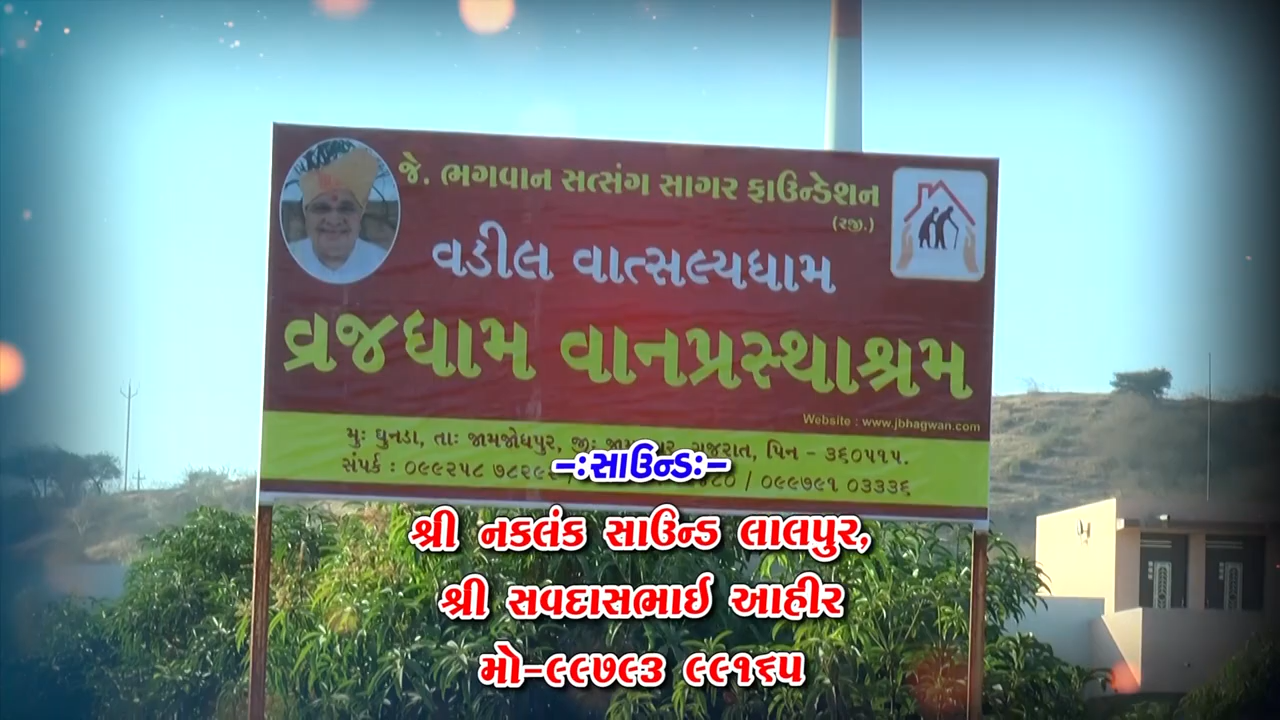 જે. ભગવાન સત્સંગ સાગર ફાઉન્ડેશન
(રજી.)
વડીલ વાત્સલ્યધામ
વ્રજધામ વાનપ્રસ્થાશ્રમ
Website : www.jbhagwan.com
મુઃ ઘુનડા, તાઃ જામજોધપુર, જીઃ ગુજરાત, પિન - ૩૬૦૫૧૫.
સંપર્ક : ૦૯૯૨૫૮ / ૦૯૯૭૯૧ ૦૩૩૩૬
-:સાઉન્ડ:-
શ્રી નકલંક સાઉન્ડ લાલપુર,
શ્રી સવદાસભાઈ આહીર
મો-૯૯૭૯૩ ૯૯૧૬૫